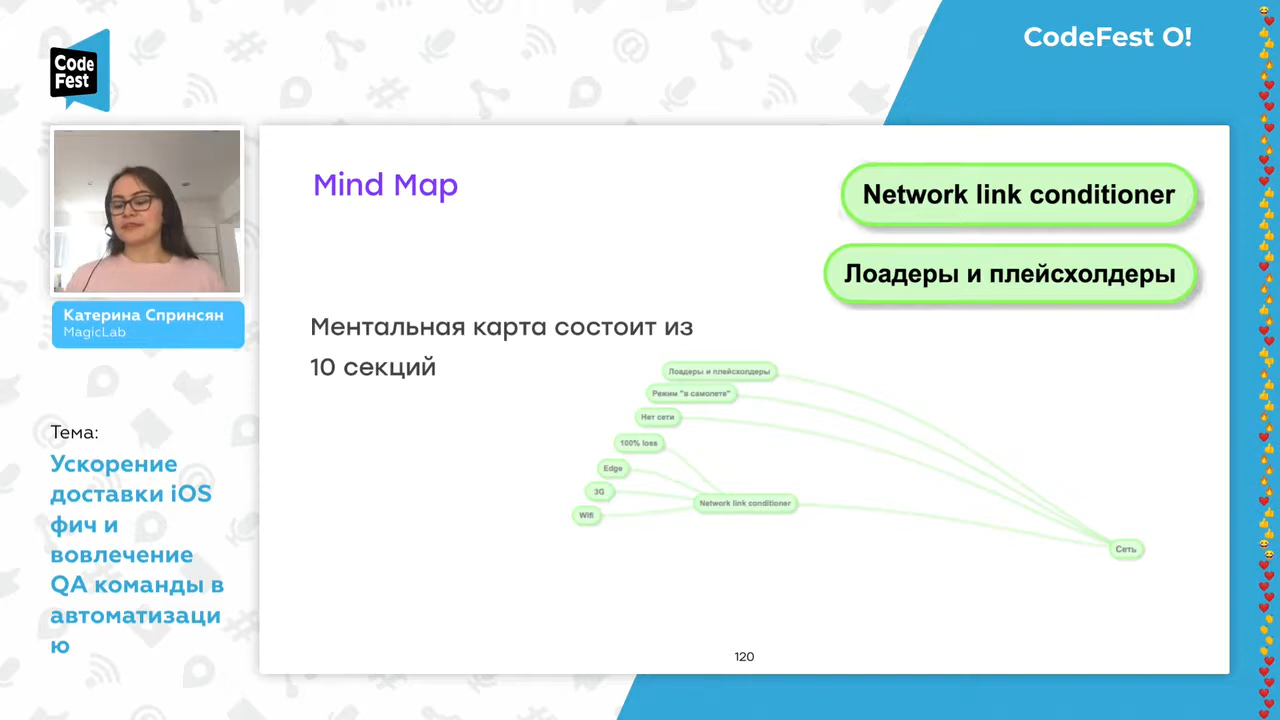 Code
Fest
CodeFest O!
Катерина Спринсян
MagicLab
Тема:
Ускорение
доставки iOS
фич и
вовлечение
QA команды в
автоматизаци
ю
Mind Map
Network link conditioner
Лоадеры и плейсхолдеры
Ментальная карта состоит из
10 секций
Лоадеры и плейсхолдеры
Режим "в самолете"
Нет сети
100% loss
Edge
3G
Wifi
Network link conditioner
Сеть
120